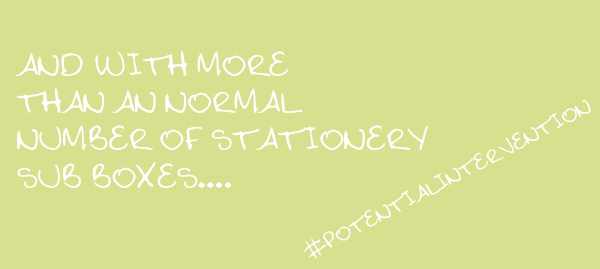 AND WITH MORE
THAN AN NORMAL
NUMBER OF STATIONERY
SUB BOXES....
#POTENTIALINTERVENTION